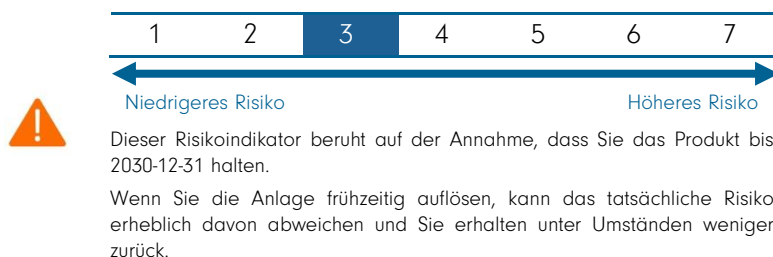 1 2 3 4 5 6 7
Niedrigeres Risiko Höheres Risiko
Dieser Risikoindikator beruht auf der Annahme, dass Sie das Produkt bis
2030-12-31 halten.
Wenn Sie die Anlage frühzeitig auflösen, kann das tatsächliche Risiko
erheblich davon abweichen und Sie erhalten unter Umständen weniger
zurück.